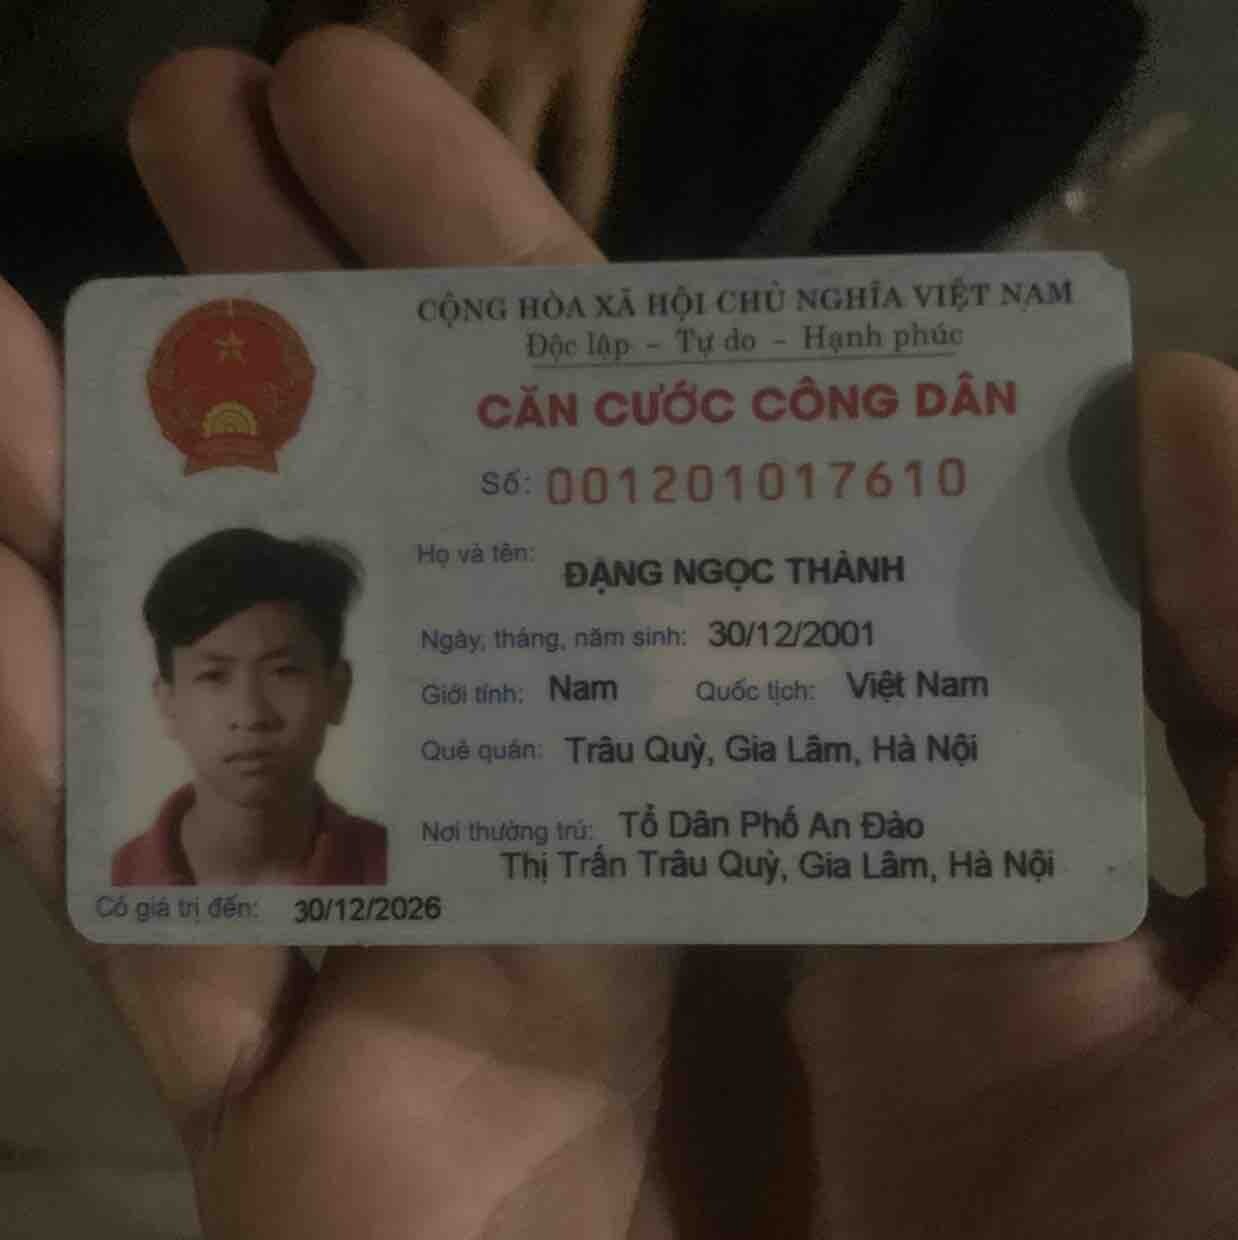 CỘNG HÒA XÃ HỘI CHỦ NGHĨA VIỆT NAM
Độc lập - Tự do - Hạnh phúc
CĂN CƯỚC CÔNG DÂN
Số: 001201017610
Họ và tên: ĐẶNG NGỌC THÀNH
Ngày, tháng, năm sinh: 30/12/2001
Giới tính: Nam Quốc tịch: Việt Nam
Quê quán: Trâu Quỳ, Gia Lâm, Hà Nội
Nơi thường trú: Tổ Dân Phố An Đào
Thị Trấn Trâu Quỳ, Gia Lâm, Hà Nội
Có giá trị đến: 30/12/2026